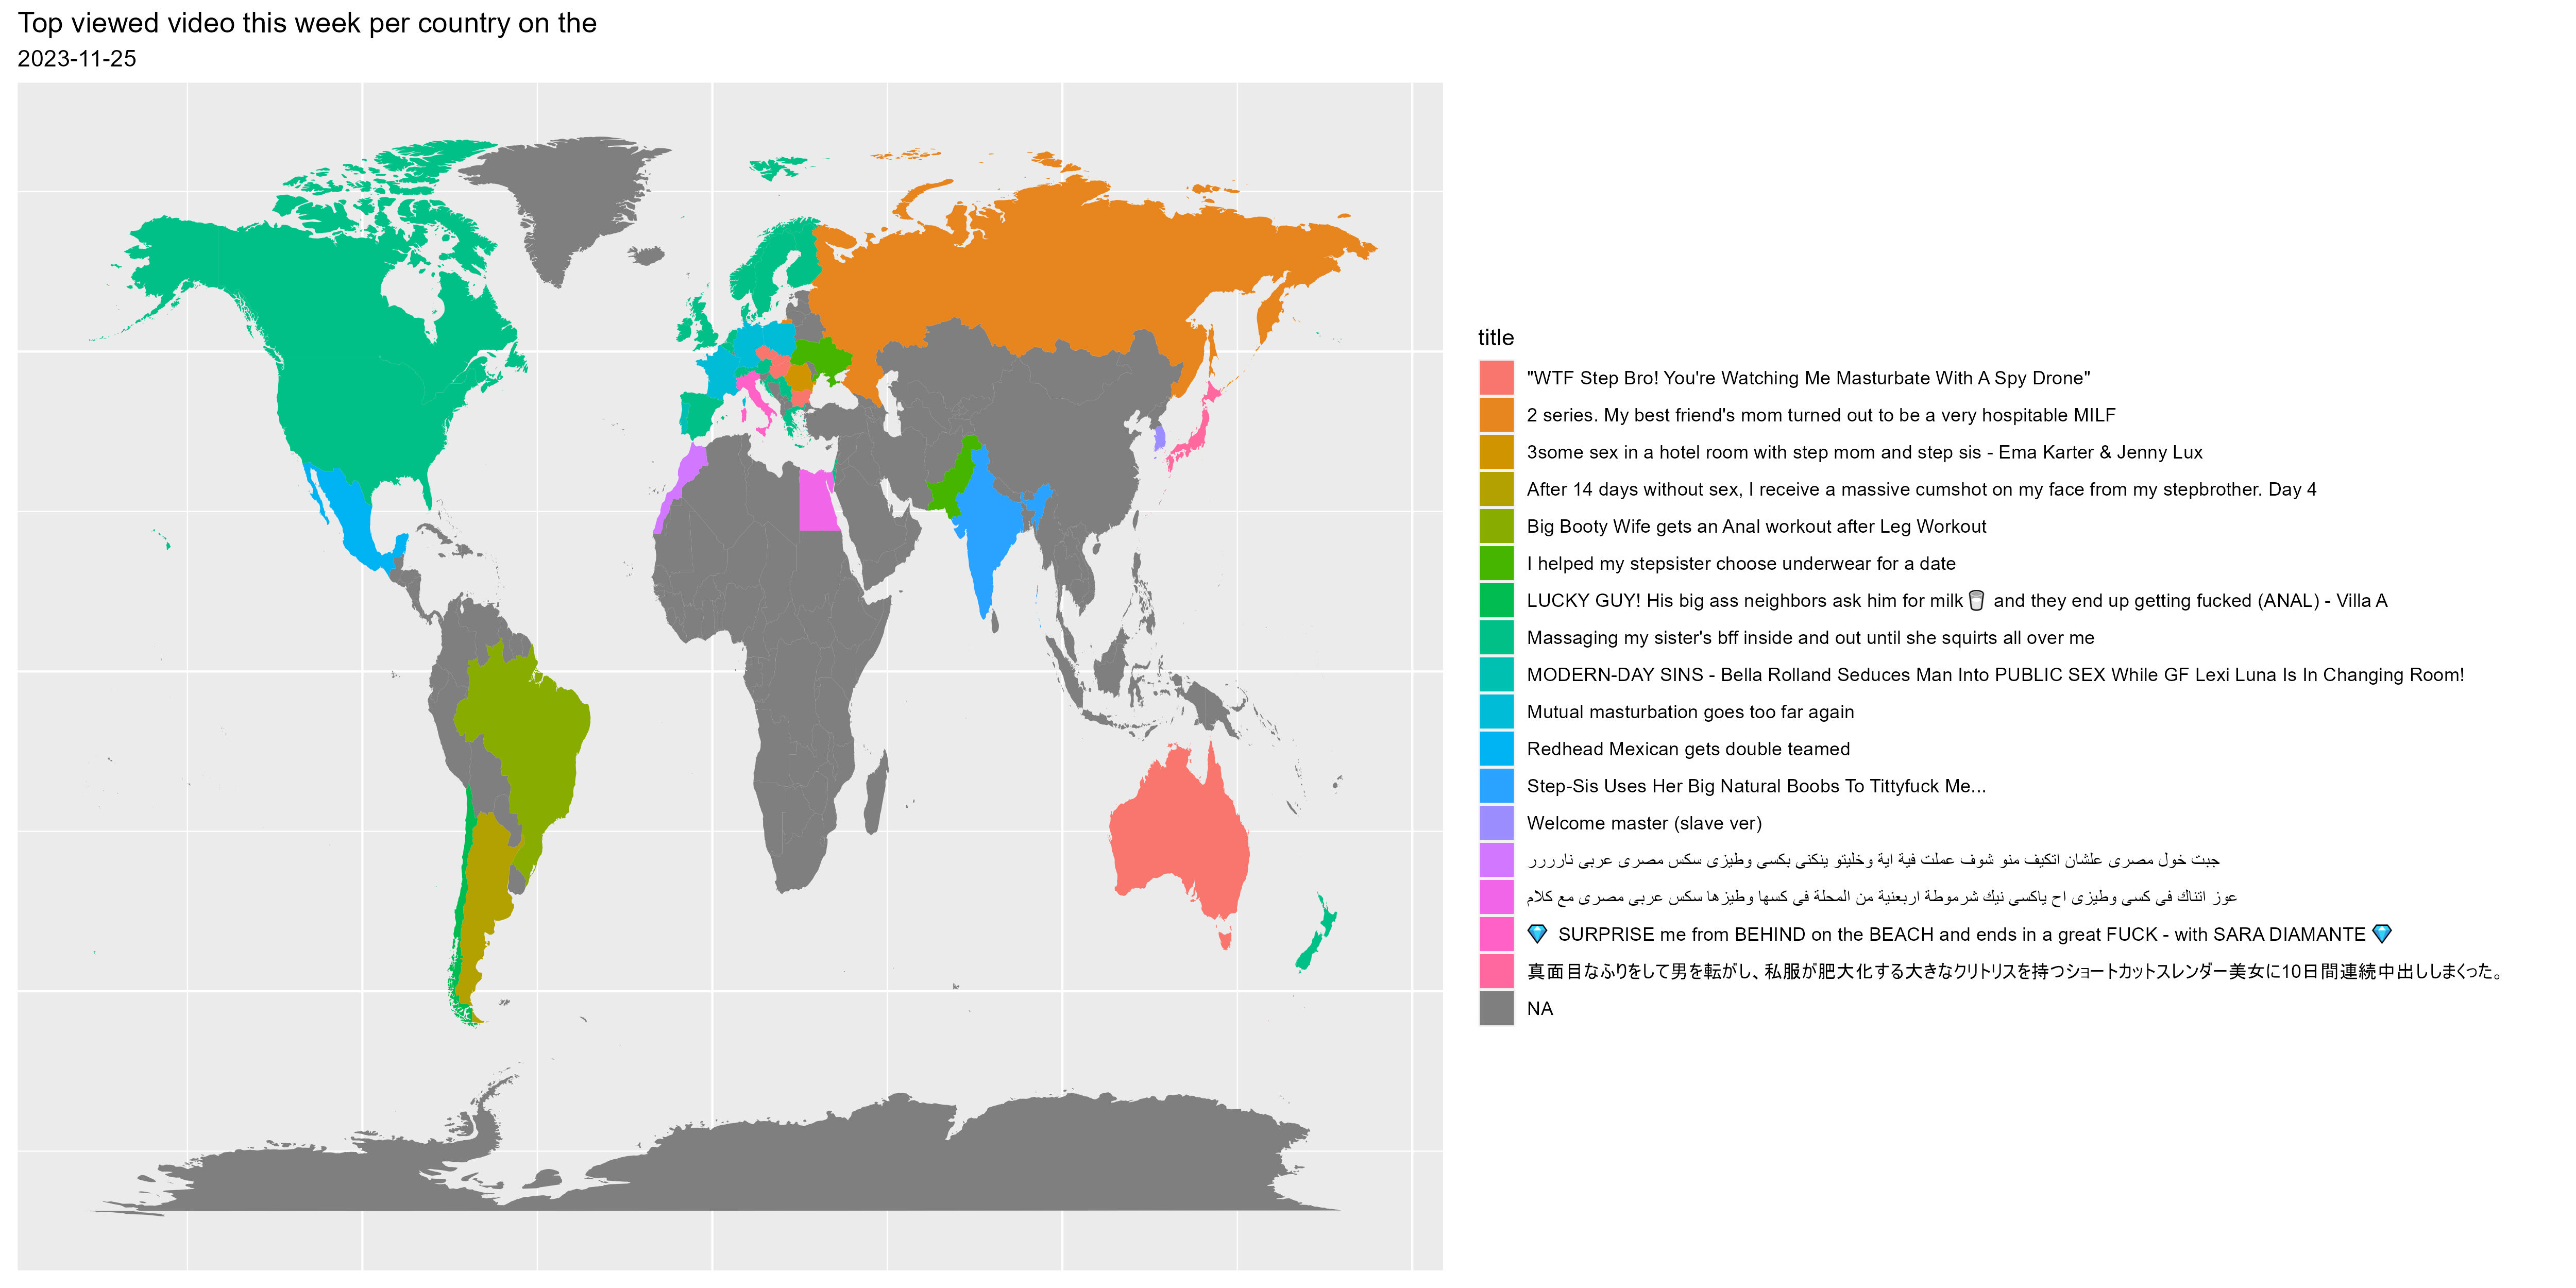 Top viewed video this week per country on the
2023-11-25
title
"WTF Step Bro! You're Watching Me Masturbate With A Spy Drone"
2 series. My best friend's mom turned out to be a very hospitable MILF
3some sex in a hotel room with step mom and step sis - Ema Karter & Jenny Lux
After 14 days without sex, I receive a massive cumshot on my face from my stepbrother. Day 4
Big Booty Wife gets an Anal workout after Leg Workout
I helped my stepsister choose underwear for a date
LUCKY GUY! His big ass neighbors ask him for milk🥛 and they end up getting fucked (ANAL) - Villa A
Massaging my sister's bff inside and out until she squirts all over me
MODERN-DAY SINS - Bella Rolland Seduces Man Into PUBLIC SEX While GF Lexi Luna Is In Changing Room!
Mutual masturbation goes too far again
Redhead Mexican gets double teamed
Step-Sis Uses Her Big Natural Boobs To Tittyfuck Me...
Welcome master (slave ver)
جبت خول مصرى علشان اتكيف منو شوف عملت فية اية وخليتو ينكنى بكسى وطيزى سكس مصرى عربى نارررر
عوز اتناك فى كسى وطيزى اح ياكسى نيك شرموطة اربعنية من المحلة فى كسها وطيزها سكس عربى مصرى مع كلام
💎 SURPRISE me from BEHIND on the BEACH and ends in a great FUCK - with SARA DIAMANTE 💎
真面目なふりをして男を転がし、私服が肥大化する大きなクリトリスを持つショートカットスレンダー美女に10日間連続中出ししまくった。
NA